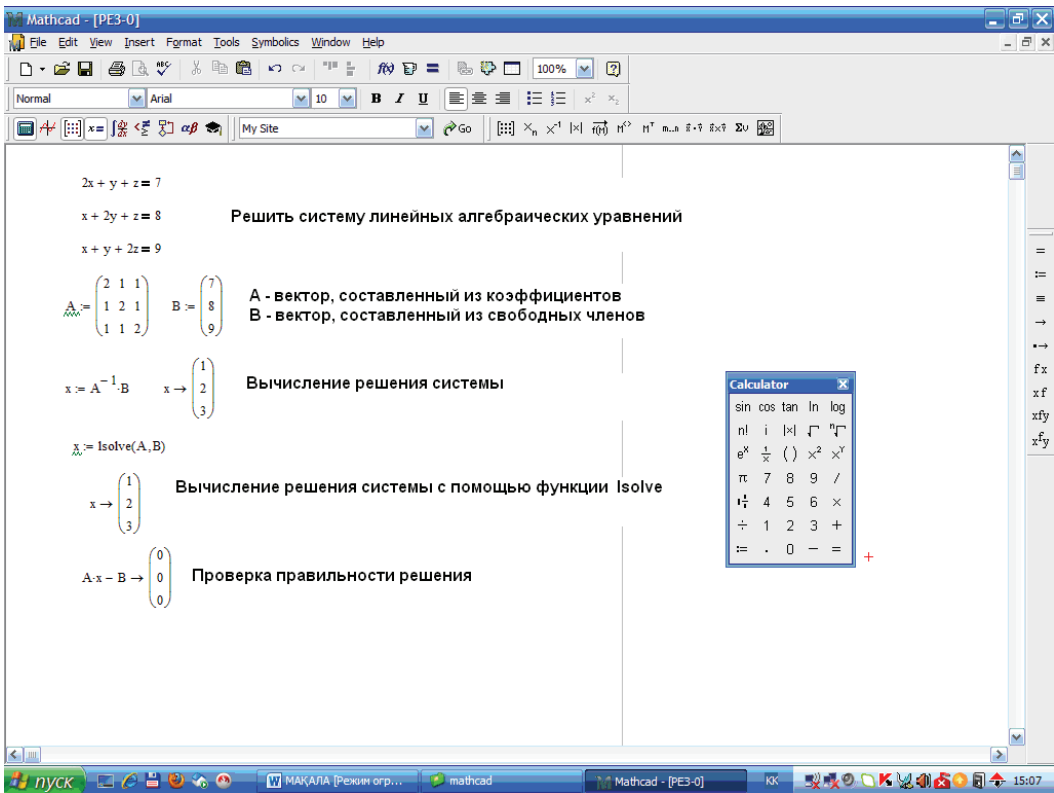 Mathcad - [PE3-0]
File Edit View Insert Format Tools Symbolics Window Help
100%
Normal Arial 10 B I U
My Site Go
2x + y + z = 7
x + 2y + z = 8 Решить систему линейных алгебраических уравнений
x + y + 2z = 9
A := (2 1 1; 1 2 1; 1 1 2) B := (7; 8; 9)
А - вектор, составленный из коэффициентов
В - вектор, составленный из свободных членов
x := A⁻¹·B x → (1; 2; 3) Вычисление решения системы
x := lsolve(A,B)
x → (1; 2; 3) Вычисление решения системы с помощью функции lsolve
A·x − B → (0; 0; 0) Проверка правильности решения
Calculator
sin cos tan ln log
n! i |×| √ ⁿ√
eˣ 1/x ( ) ×² ×ʸ
π 7 8 9 /
4 5 6 ×
÷ 1 2 3 +
:= . 0 − =
=
:=
≡
→
▪→
f x
x f
xfy
xᶠy
пуск МАҚАЛА [Режим огр... mathcad Mathcad - [PE3-0] KK 15:07